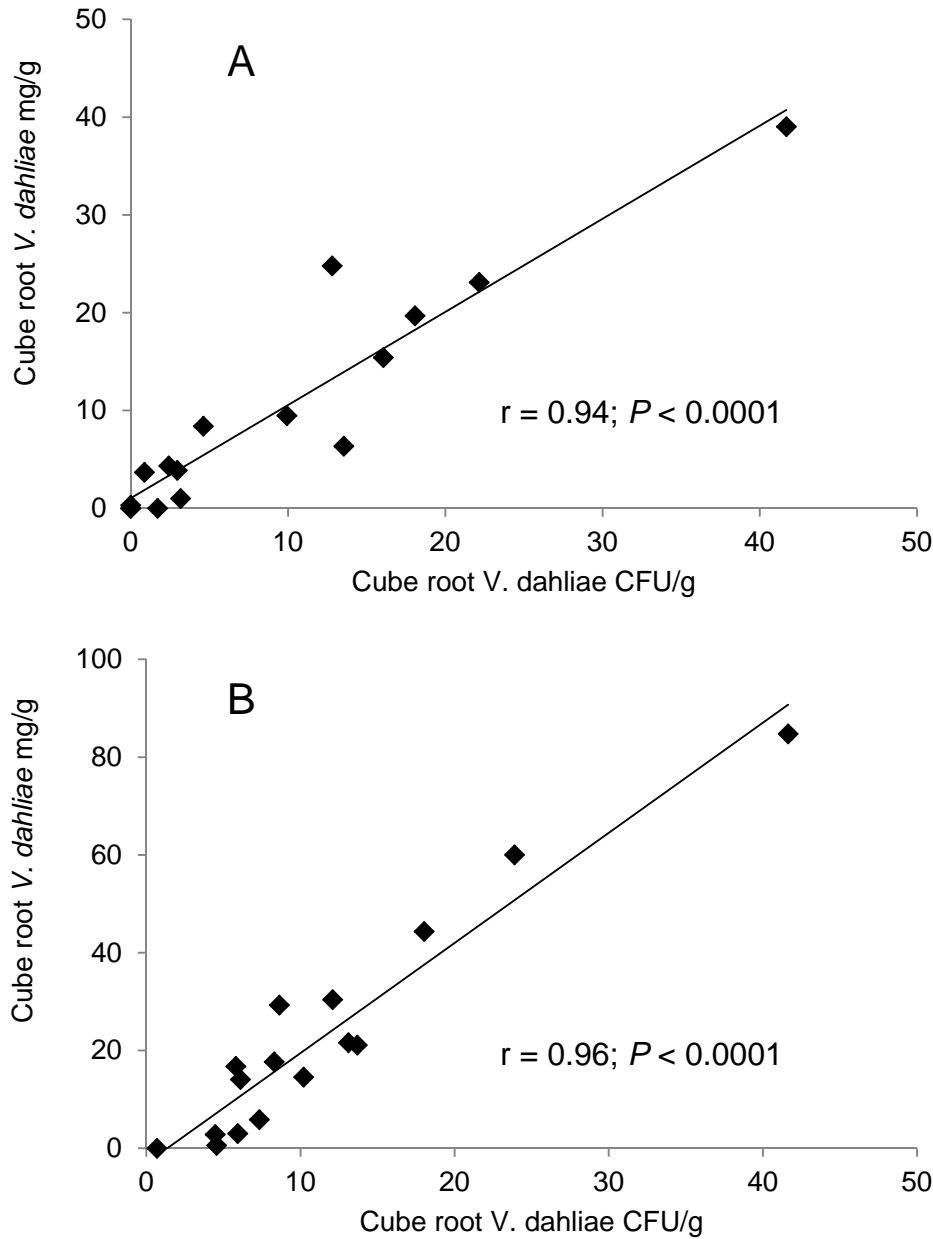 A
Cube root V. dahliae mg/g
50
40
30
20
10
0
r = 0.94; P < 0.0001
0 10 20 30 40 50
Cube root V. dahliae CFU/g
B
Cube root V. dahliae mg/g
100
80
60
40
20
0
r = 0.96; P < 0.0001
0 10 20 30 40 50
Cube root V. dahliae CFU/g